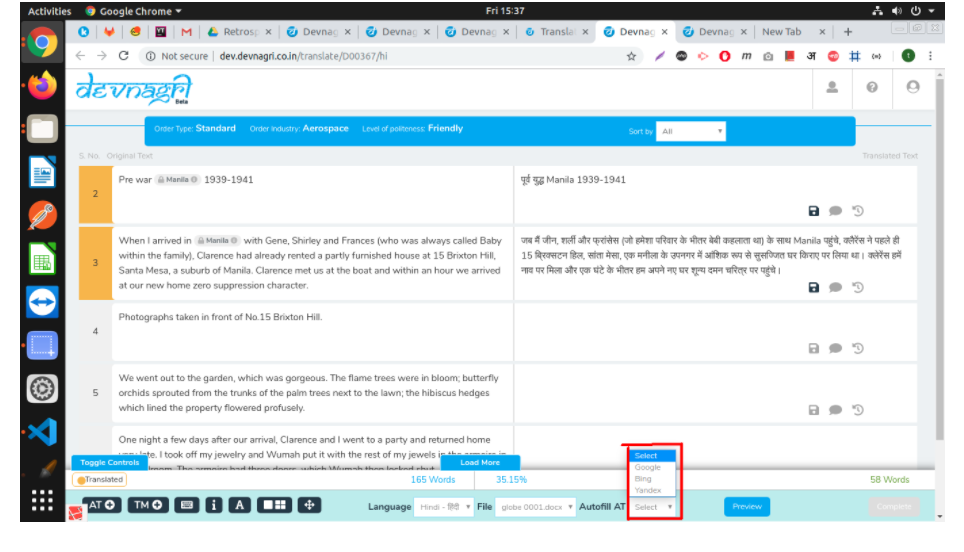 Activities Google Chrome ▾ Fri 15:37
Retrosp × Devnag × Devnag × Devnag × Translat × Devnag × Devnag × New Tab × +
Not secure | dev.devnagri.co.in/translate/D00367/hi
devnagri
Beta
Order Type: Standard Order Industry: Aerospace Level of politeness: Friendly Sort by All
S. No. Original Text Translated Text
2 Pre war Manila 1939-1941 पूर्व युद्ध Manila 1939-1941
3
When I arrived in Manila with Gene, Shirley and Frances (who was always called Baby
within the family), Clarence had already rented a partly furnished house at 15 Brixton Hill,
Santa Mesa, a suburb of Manila. Clarence met us at the boat and within an hour we arrived
at our new home zero suppression character.
जब मैं जीन, शर्ली और फ्रांसेस (जो हमेशा परिवार के भीतर बेबी कहलाता था) के साथ Manila पहुंचे, क्लैरेंस ने पहले ही
15 ब्रिक्सटन हिल, सांता मेसा, एक मनीला के उपनगर में आंशिक रूप से सुसज्जित घर किराए पर लिया था। क्लेरेंस हमें
नाव पर मिला और एक घंटे के भीतर हम अपने नए घर शून्य दमन चरित्र पर पहुंचे।
4 Photographs taken in front of No.15 Brixton Hill.
5
We went out to the garden, which was gorgeous. The flame trees were in bloom; butterfly
orchids sprouted from the trunks of the palm trees next to the lawn; the hibiscus hedges
which lined the property flowered profusely.
One night a few days after our arrival, Clarence and I went to a party and returned home
very late. I took off my jewelry and Wumah put it with the rest of my jewels in the armoire in
room. The armoire had three doors, which Wumah then locked shut.
Toggle Controls Load More
Select
Google
Bing
Yandex
Translated 165 Words 35.15% 58 Words
AT TM i A Language Hindi - हिंदी File globe 0001.docx Autofill AT Select Preview Complete